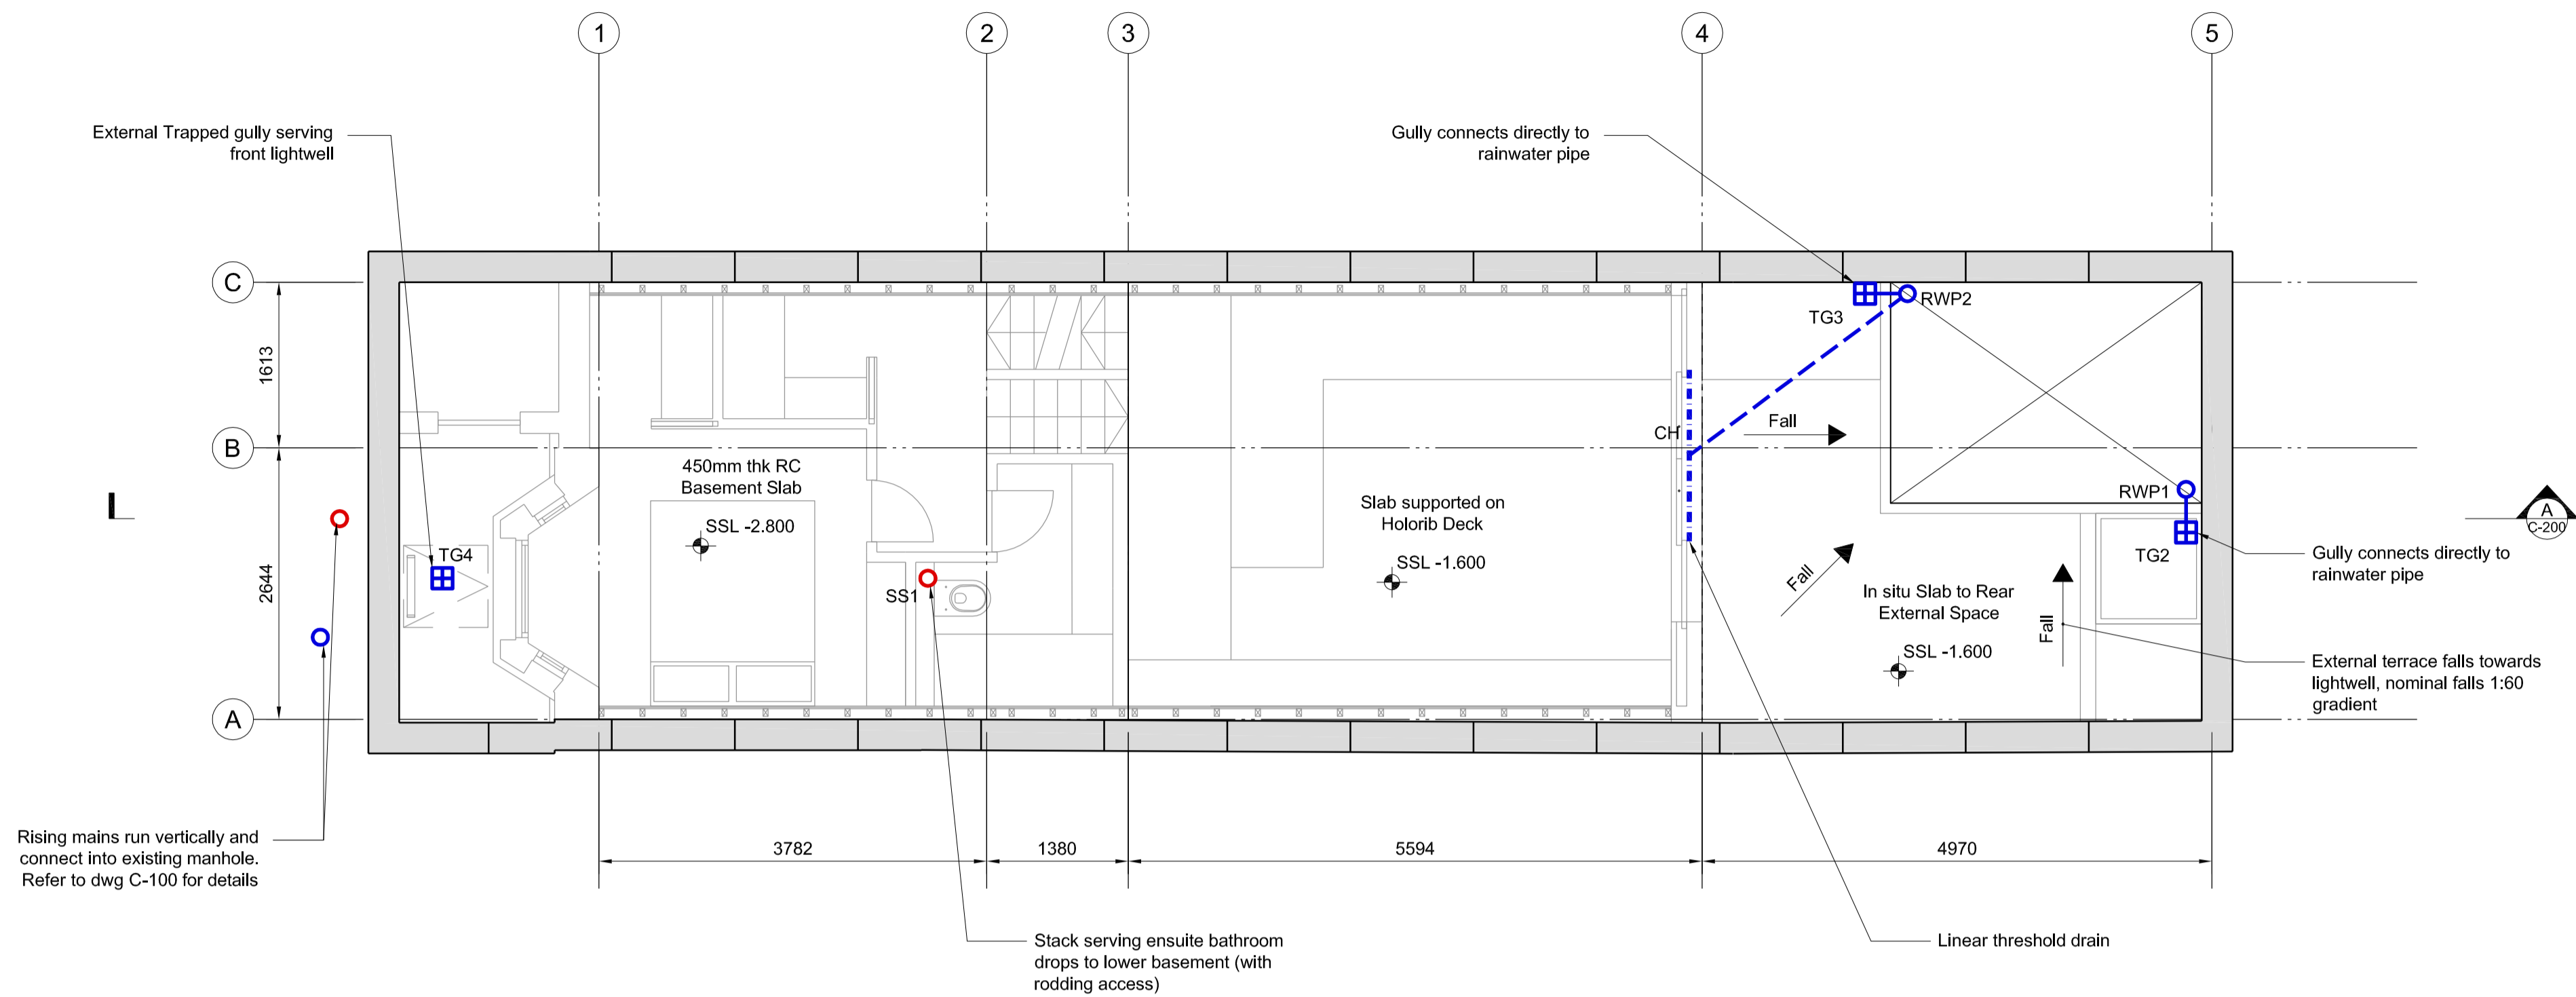 1
2
3
4
5
External Trapped gully serving
front lightwell
Gully connects directly to
rainwater pipe
C
B
A
1613
2644
TG3
RWP2
CH
Fall
450mm thk RC
Basement Slab
SSL -2.800
Slab supported on
Holorib Deck
SSL -1.600
RWP1
TG2
A
C-200
Gully connects directly to
rainwater pipe
TG4
SS1
Fall
In situ Slab to Rear
External Space
SSL -1.600
Fall
External terrace falls towards
lightwell, nominal falls 1:60
gradient
Rising mains run vertically and
connect into existing manhole.
Refer to dwg C-100 for details
3782
1380
5594
4970
Stack serving ensuite bathroom
drops to lower basement (with
rodding access)
Linear threshold drain